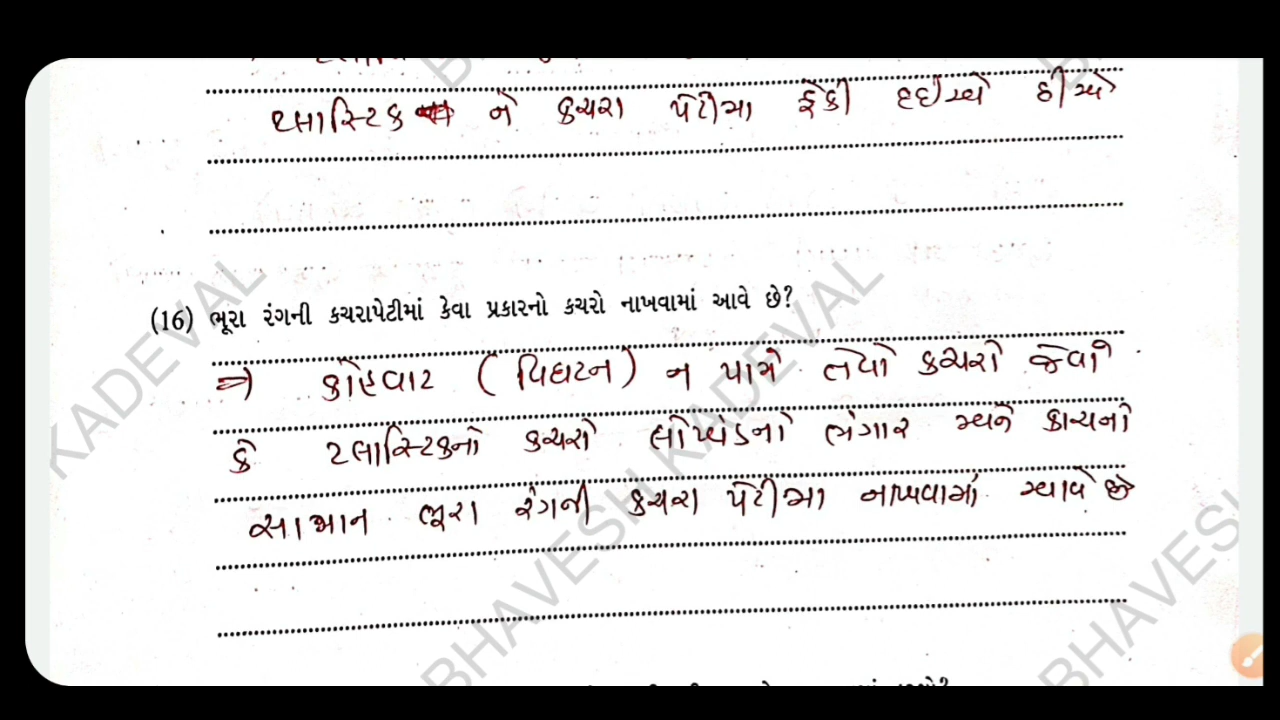 પ્લાસ્ટિક ને કચરા પેટીમા ફેંકી દઈએ છીએ
(16) ભૂરા રંગની કચરાપેટીમાં કેવા પ્રકારનો કચરો નાખવામાં આવે છે?
⇒ કોહવાટ (વિઘટન) ન પામે તેવો કચરો જેવો
કે પ્લાસ્ટિકનો કચરો લોખંડનો ભંગાર અને કાચનો
સામાન ભૂરા રંગની કચરા પેટીમા નાખવામાં આવે છે
KADEVAL
BHAVESH KADEVAL
BHAVES